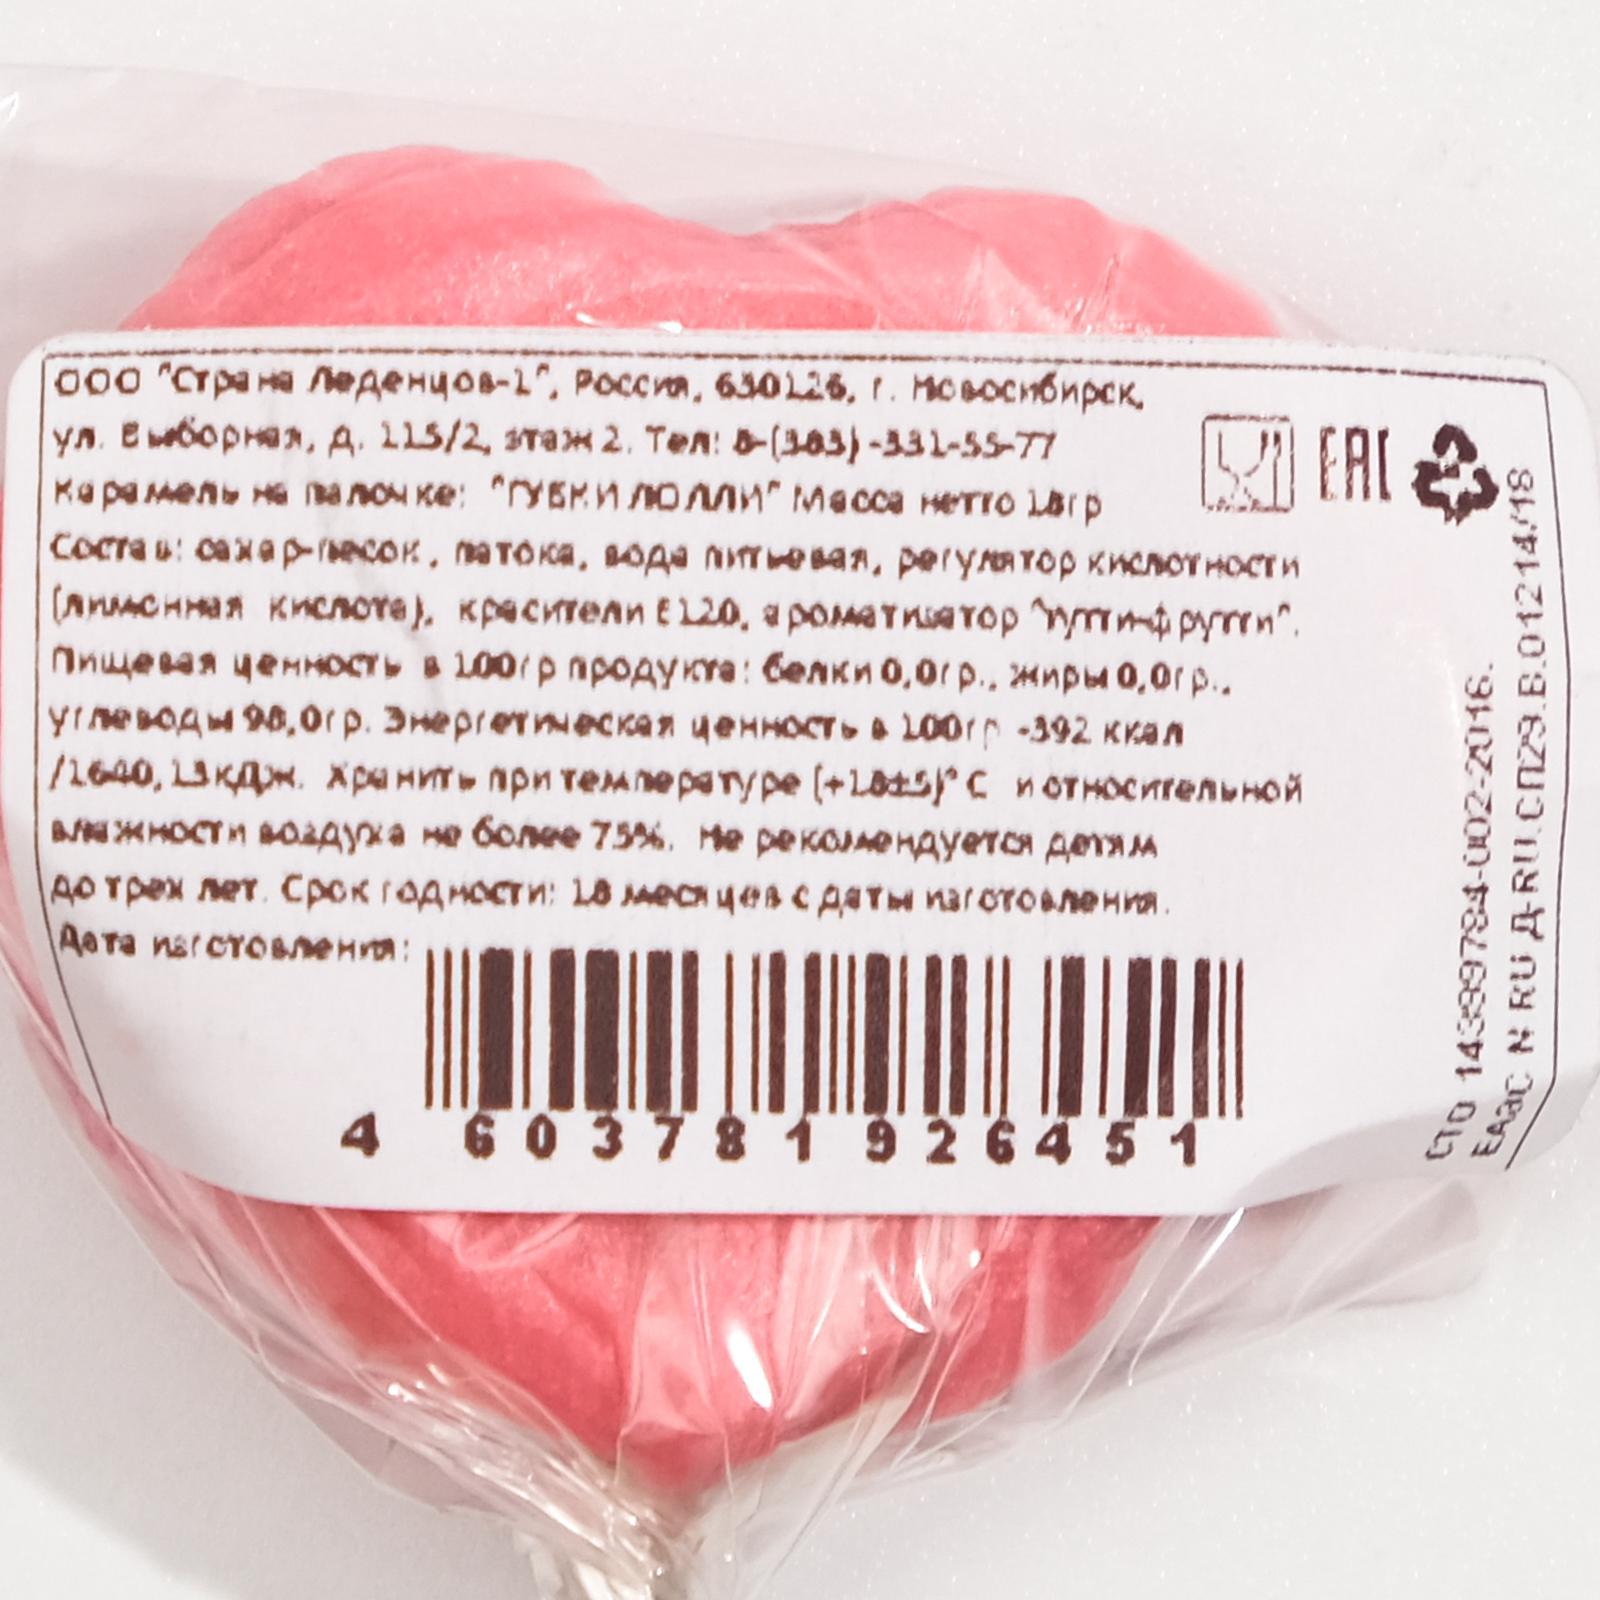 ООО "Страна Леденцов-1", Россия, 630126, г. Новосибирск,
ул. Выборная, д. 115/2, этаж 2. Тел: 8-(383) -331-55-77
Карамель на палочке: "ГУБКИ ЛОЛЛИ" Масса нетто 18гр
Состав: сахар-песок, патока, вода питьевая, регулятор кислотности
(лимонная кислота), красители Е120, ароматизатор "тутти-фрутти".
Пищевая ценность в 100гр продукта: белки 0,0гр., жиры 0,0гр.,
углеводы 98,0гр. Энергетическая ценность в 100гр -392 ккал
/1640,13кДж. Хранить при температуре (+18±5)°С и относительной
влажности воздуха не более 75%. Не рекомендуется детям
до трех лет. Срок годности: 18 месяцев с даты изготовления.
Дата изготовления:
4 603781 926451
ЕАС
СТО 14399784-002-2016.
ЕАэС N RU Д-RU.СП29.В.01214/18